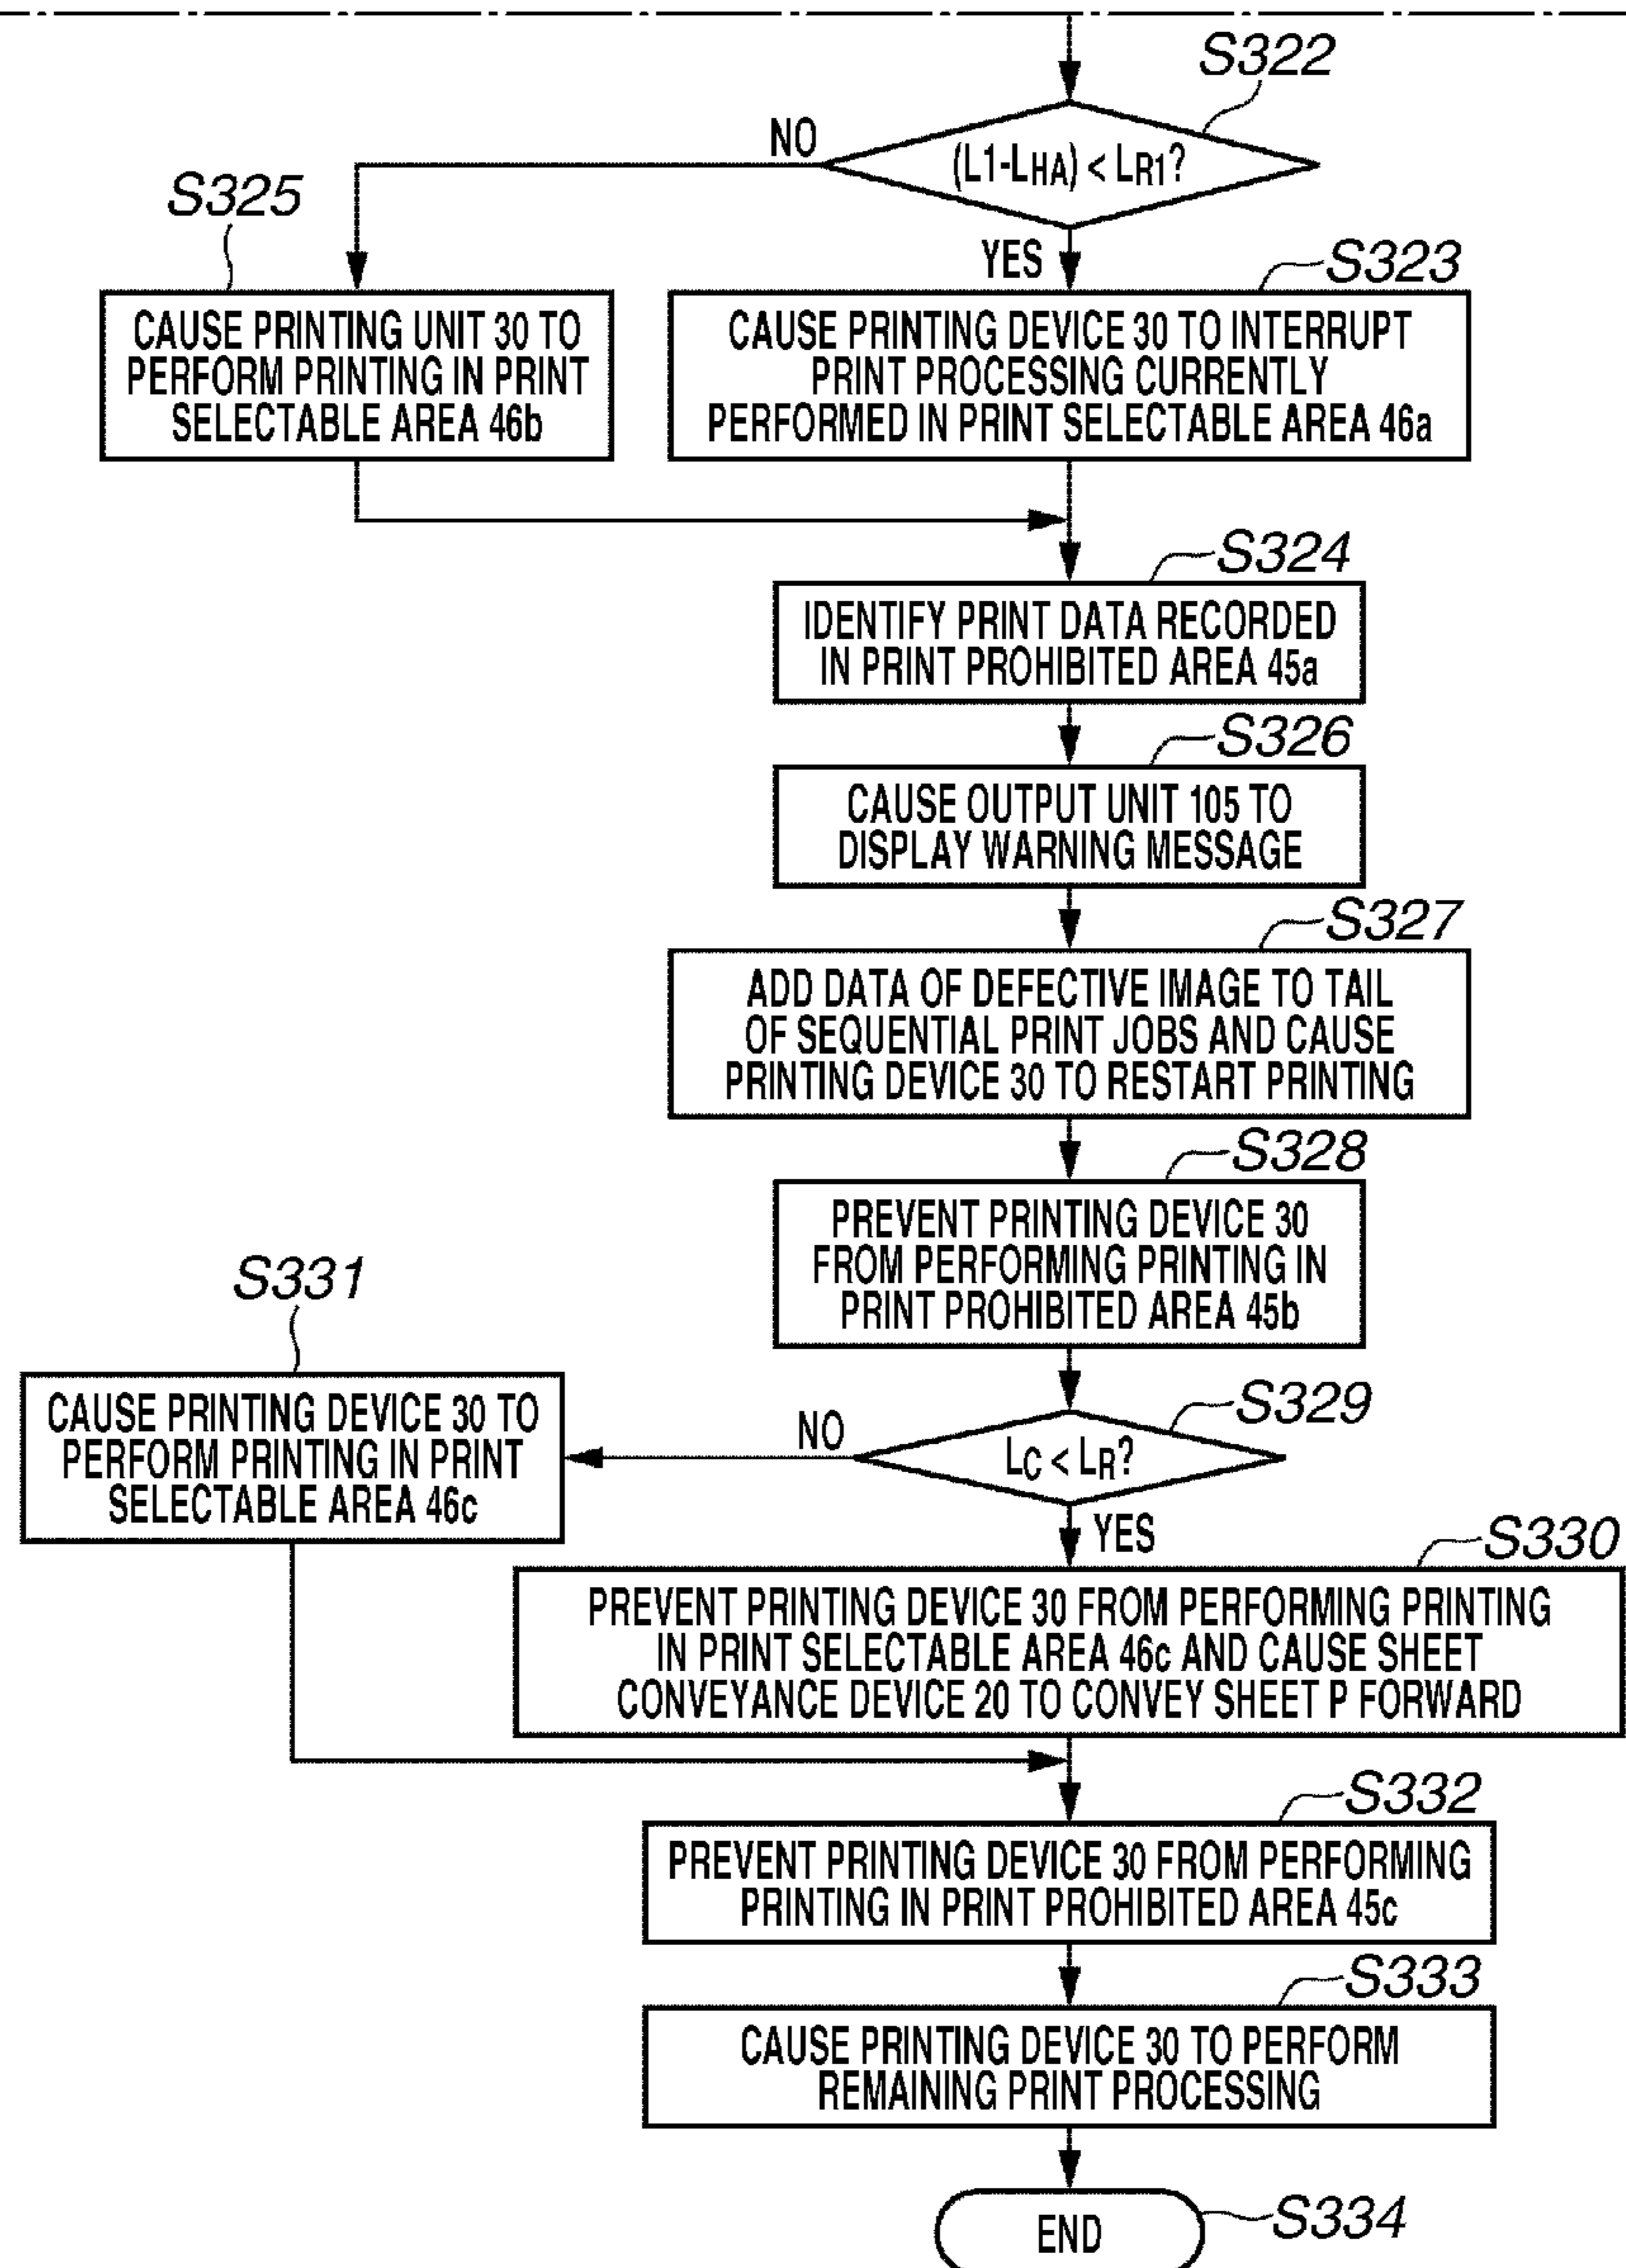 S322
NO
(L1-LHA) < LR1?
S325
YES
S323
CAUSE PRINTING UNIT 30 TO
PERFORM PRINTING IN PRINT
SELECTABLE AREA 46b
CAUSE PRINTING DEVICE 30 TO INTERRUPT
PRINT PROCESSING CURRENTLY
PERFORMED IN PRINT SELECTABLE AREA 46a
S324
IDENTIFY PRINT DATA RECORDED
IN PRINT PROHIBITED AREA 45a
S326
CAUSE OUTPUT UNIT 105 TO
DISPLAY WARNING MESSAGE
S327
ADD DATA OF DEFECTIVE IMAGE TO TAIL
OF SEQUENTIAL PRINT JOBS AND CAUSE
PRINTING DEVICE 30 TO RESTART PRINTING
S328
PREVENT PRINTING DEVICE 30
FROM PERFORMING PRINTING IN
PRINT PROHIBITED AREA 45b
S331
CAUSE PRINTING DEVICE 30 TO
PERFORM PRINTING IN PRINT
SELECTABLE AREA 46c
S329
NO
LC < LR?
YES
S330
PREVENT PRINTING DEVICE 30 FROM PERFORMING PRINTING
IN PRINT SELECTABLE AREA 46c AND CAUSE SHEET
CONVEYANCE DEVICE 20 TO CONVEY SHEET P FORWARD
S332
PREVENT PRINTING DEVICE 30 FROM PERFORMING
PRINTING IN PRINT PROHIBITED AREA 45c
S333
CAUSE PRINTING DEVICE 30 TO PERFORM
REMAINING PRINT PROCESSING
END
S334